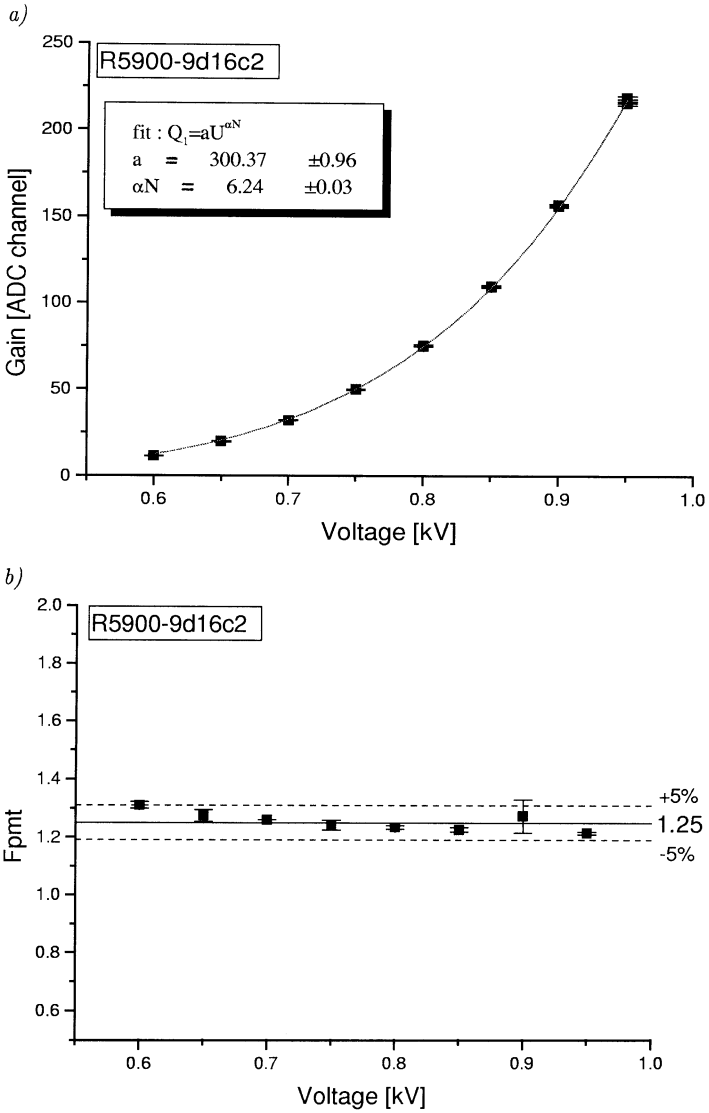 a)
250
200
150
100
50
0
Gain [ADC channel]
R5900-9d16c2
fit : Q₁=aU^αN
a = 300.37 ±0.96
αN = 6.24 ±0.03
0.6 0.7 0.8 0.9 1.0
Voltage [kV]
b)
2.0
1.8
1.6
1.4
1.2
1.0
0.8
0.6
Fpmt
R5900-9d16c2
+5%
1.25
-5%
0.6 0.7 0.8 0.9 1.0
Voltage [kV]